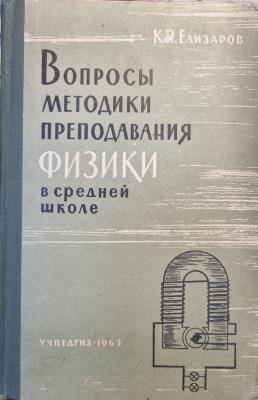 К.Н.Елизаров
Вопросы
методики
преподавания
физики
в средней
школе
УЧПЕДГИЗ-1962